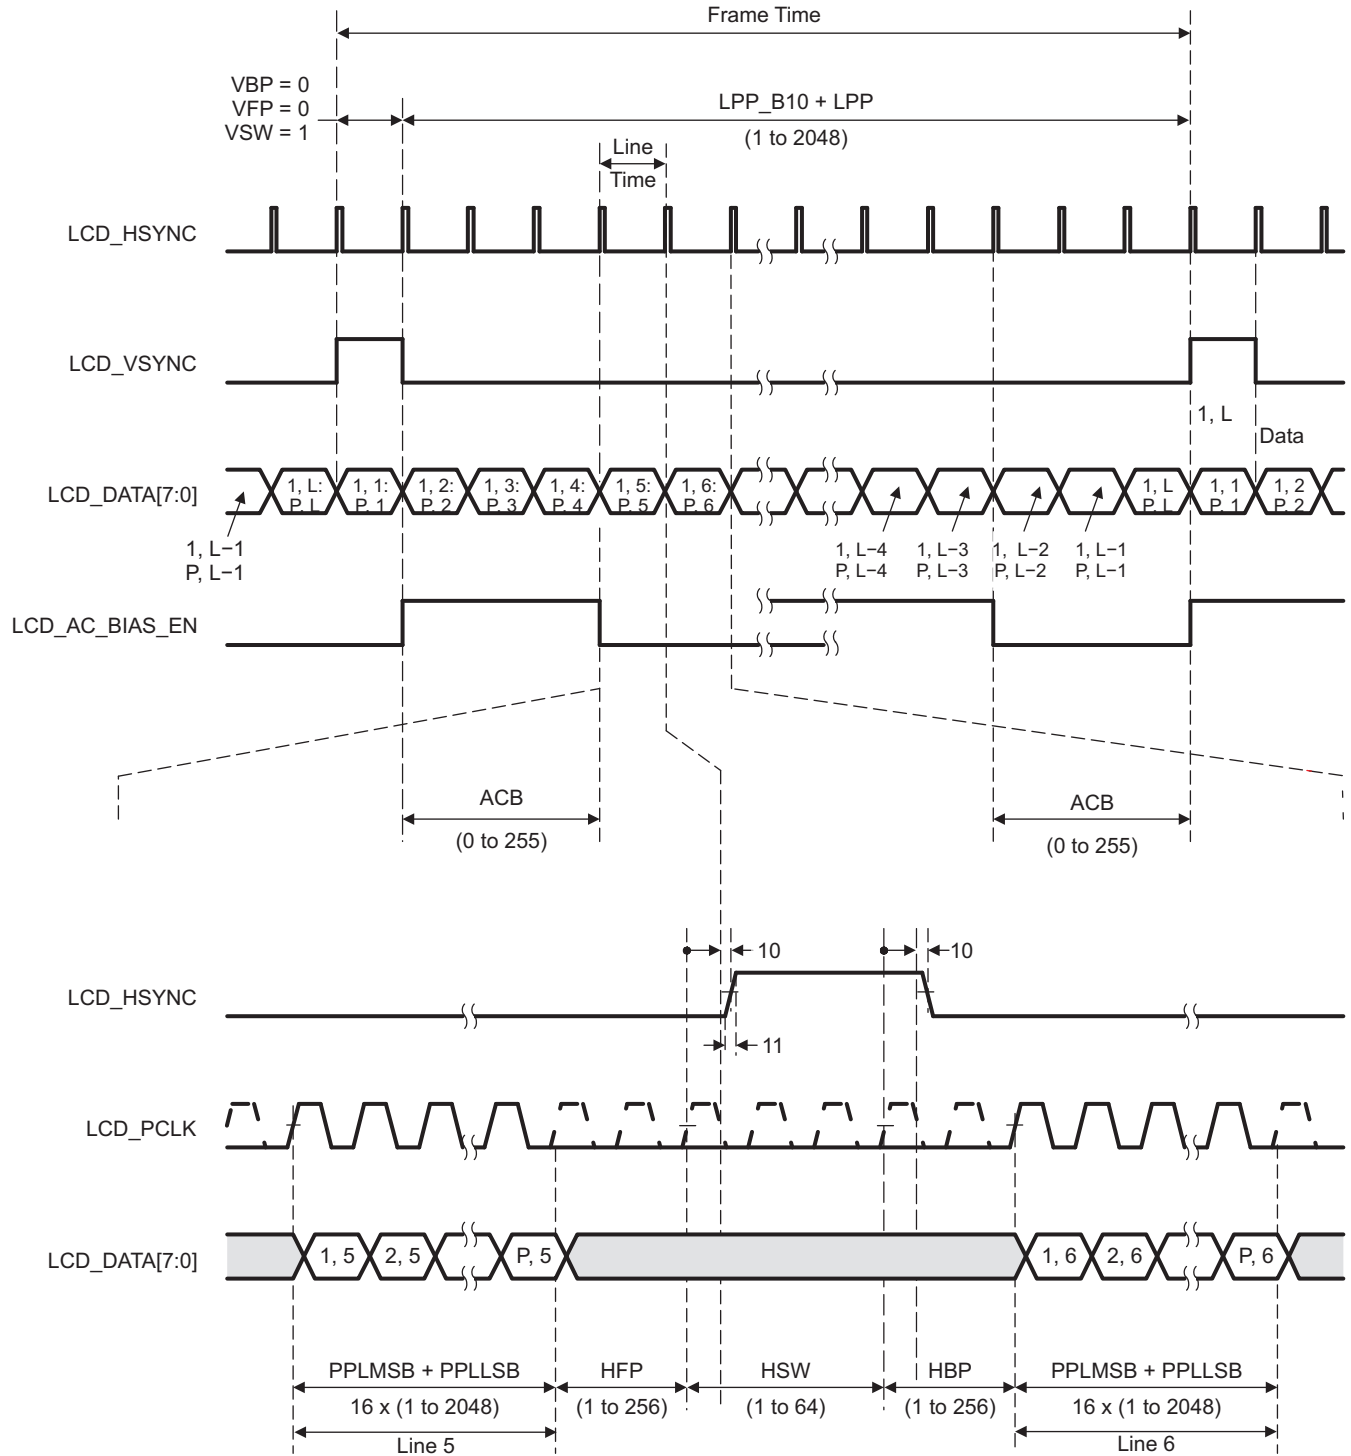 Frame Time
VBP = 0
VFP = 0
VSW = 1
LPP_B10 + LPP
(1 to 2048)
Line
Time
LCD_HSYNC
LCD_VSYNC
1, L
Data
LCD_DATA[7:0]
1, L:
P, L
1, 1:
P, 1
1, 2:
P, 2
1, 3:
P, 3
1, 4:
P, 4
1, 5:
P, 5
1, 6:
P, 6
1, L
P, L
1, 1
P, 1
1, 2
P, 2
1, L−1
P, L−1
1, L−4
P, L−4
1, L−3
P, L−3
1, L−2
P, L−2
1, L−1
P, L−1
LCD_AC_BIAS_EN
ACB
(0 to 255)
ACB
(0 to 255)
10
10
LCD_HSYNC
11
LCD_PCLK
LCD_DATA[7:0]
1, 5
2, 5
P, 5
1, 6
2, 6
P, 6
PPLMSB + PPLLSB
16 x (1 to 2048)
Line 5
HFP
(1 to 256)
HSW
(1 to 64)
HBP
(1 to 256)
PPLMSB + PPLLSB
16 x (1 to 2048)
Line 6